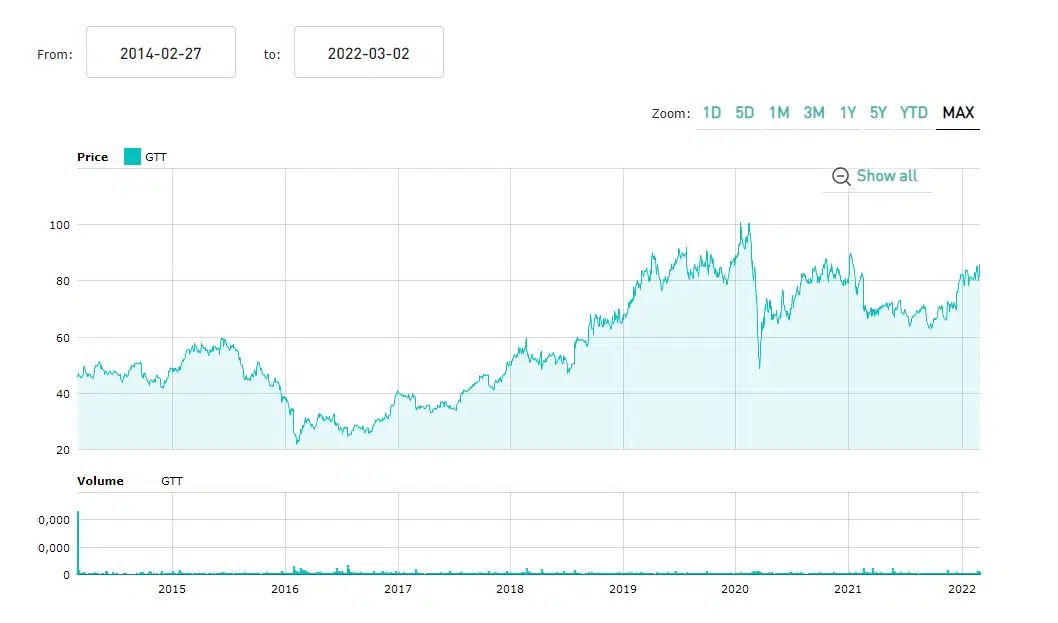 From: 2014-02-27 to: 2022-03-02
Zoom: 1D 5D 1M 3M 1Y 5Y YTD MAX
Price GTT
Show all
100
80
60
40
20
Volume GTT
0,000
0,000
0
2015 2016 2017 2018 2019 2020 2021 2022